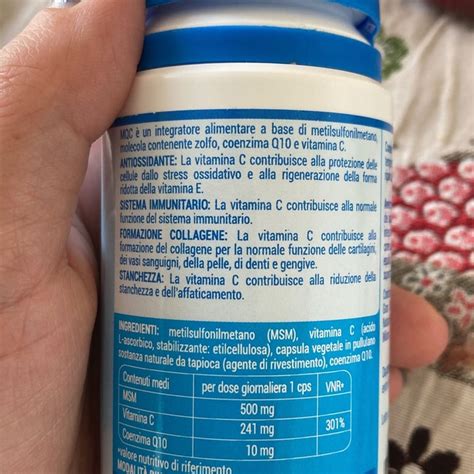 MQC è un integratore alimentare a base di metilsulfonilmetano,
molecola contenente zolfo, coenzima Q10 e vitamina C.
ANTIOSSIDANTE: La vitamina C contribuisce alla protezione delle
cellule dallo stress ossidativo e alla rigenerazione della forma
ridotta della vitamina E.
SISTEMA IMMUNITARIO: La vitamina C contribuisce alla normale
funzione del sistema immunitario.
FORMAZIONE COLLAGENE: La vitamina C contribuisce alla
formazione del collagene per la normale funzione delle cartilagini,
dei vasi sanguigni, della pelle, di denti e gengive.
STANCHEZZA: La vitamina C contribuisce alla riduzione della
stanchezza e dell'affaticamento.
INGREDIENTI: metilsulfonilmetano (MSM), vitamina C (acido
L-ascorbico, stabilizzante: etilcellulosa), capsula vegetale in pullulano
sostanza naturale da tapioca (agente di rivestimento), coenzima Q10.
Contenuti medi per dose giornaliera 1 cps VNR*
MSM 500 mg
Vitamina C 241 mg 301%
Coenzima Q10 10 mg
*valore nutritivo di riferimento